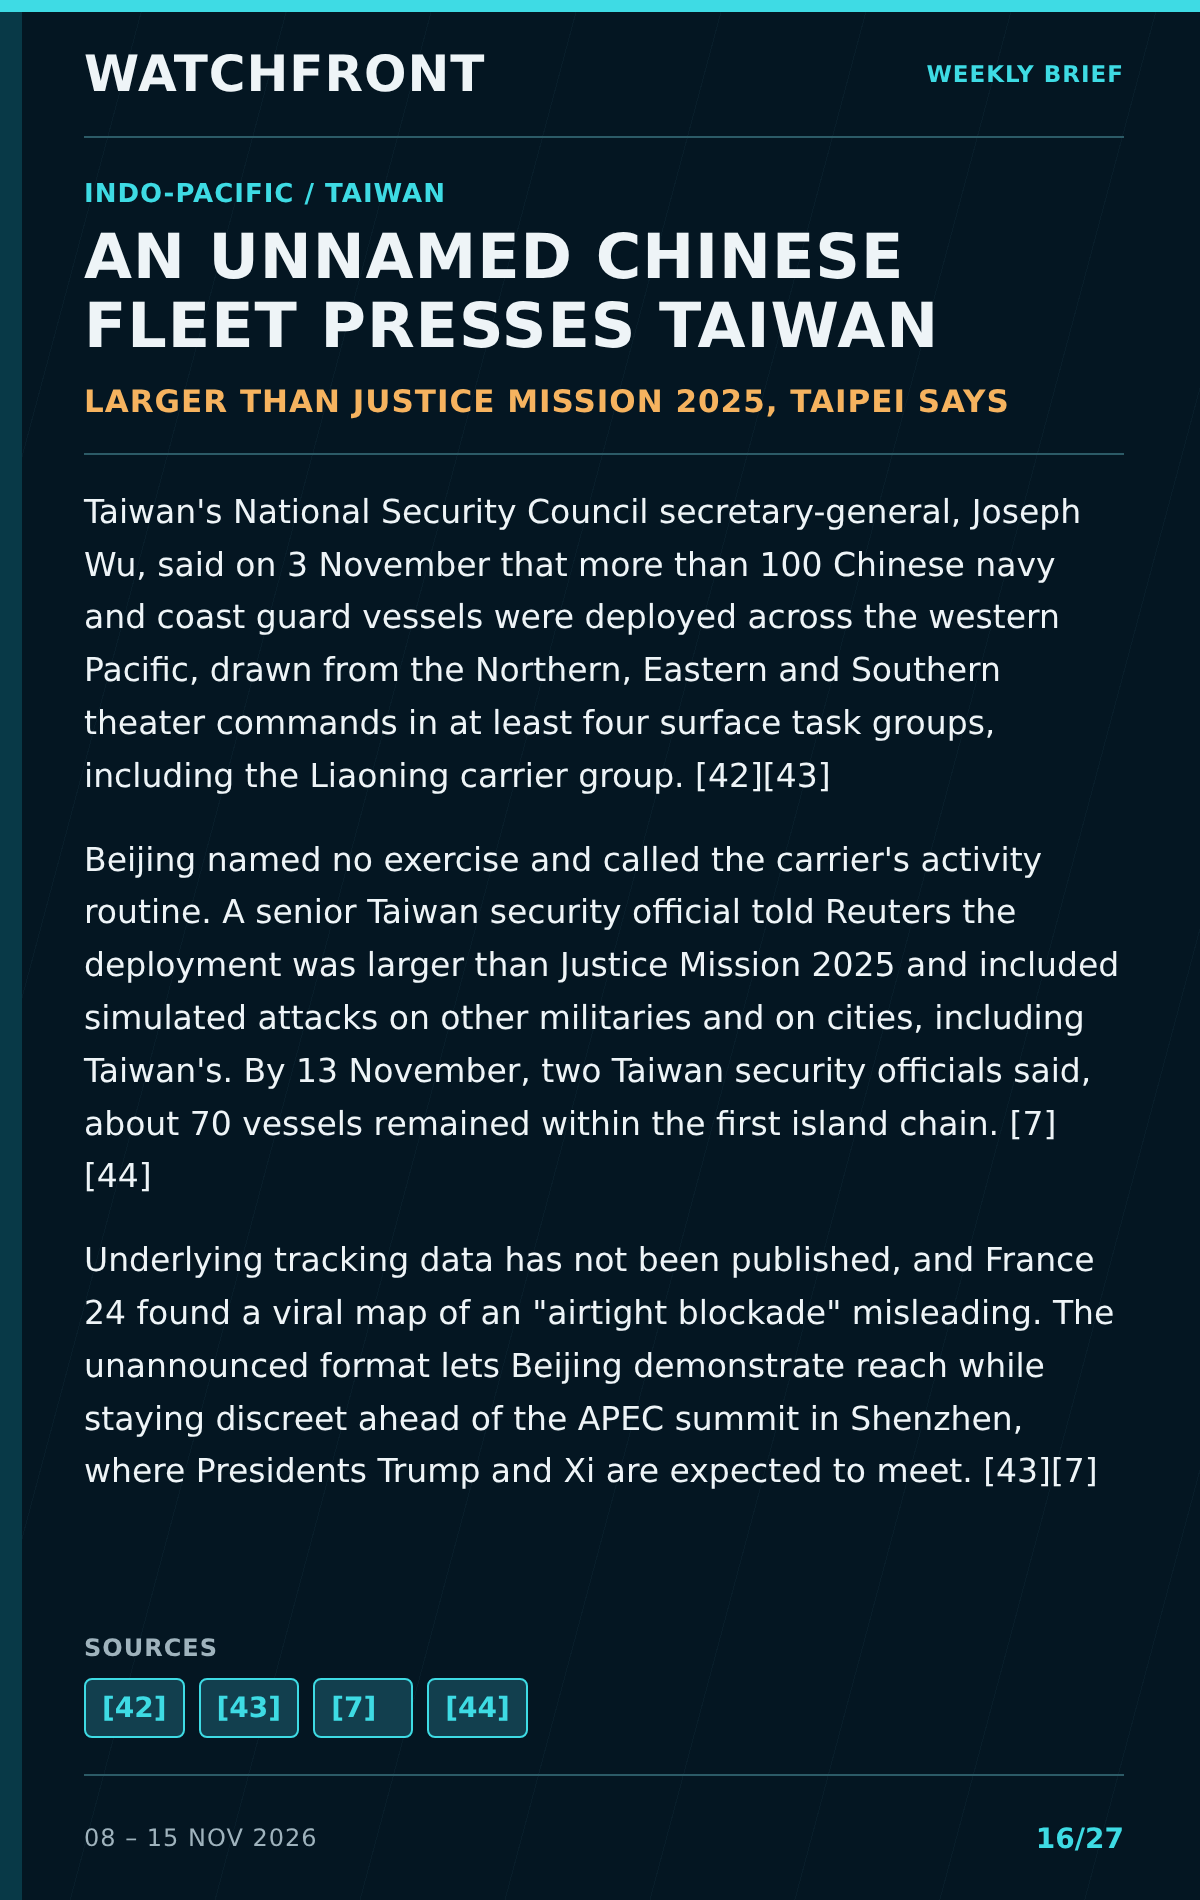 WATCHFRONT
WEEKLY BRIEF
INDO-PACIFIC / TAIWAN
AN UNNAMED CHINESE
FLEET PRESSES TAIWAN
LARGER THAN JUSTICE MISSION 2025, TAIPEI SAYS
Taiwan's National Security Council secretary-general, Joseph
Wu, said on 3 November that more than 100 Chinese navy
and coast guard vessels were deployed across the western
Pacific, drawn from the Northern, Eastern and Southern
theater commands in at least four surface task groups,
including the Liaoning carrier group. [42][43]
Beijing named no exercise and called the carrier's activity
routine. A senior Taiwan security official told Reuters the
deployment was larger than Justice Mission 2025 and included
simulated attacks on other militaries and on cities, including
Taiwan's. By 13 November, two Taiwan security officials said,
about 70 vessels remained within the first island chain. [7]
[44]
Underlying tracking data has not been published, and France
24 found a viral map of an "airtight blockade" misleading. The
unannounced format lets Beijing demonstrate reach while
staying discreet ahead of the APEC summit in Shenzhen,
where Presidents Trump and Xi are expected to meet. [43][7]
SOURCES
[42] [43] [7] [44]
08 – 15 NOV 2026
16/27